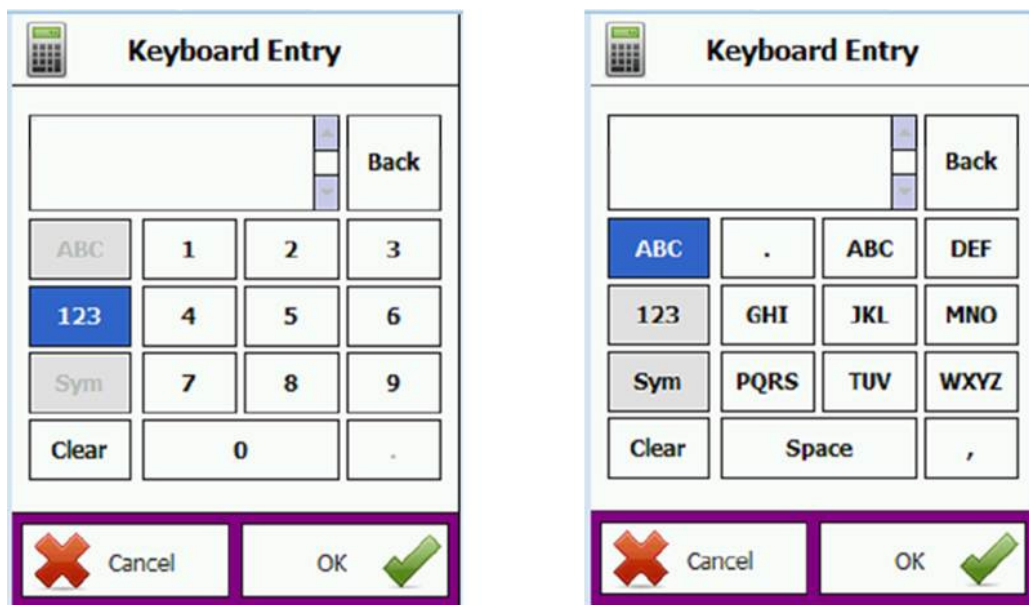 Keyboard Entry
Back
ABC 1 2 3
123 4 5 6
Sym 7 8 9
Clear 0 .
Cancel OK
Keyboard Entry
Back
ABC . ABC DEF
123 GHI JKL MNO
Sym PQRS TUV WXYZ
Clear Space ,
Cancel OK